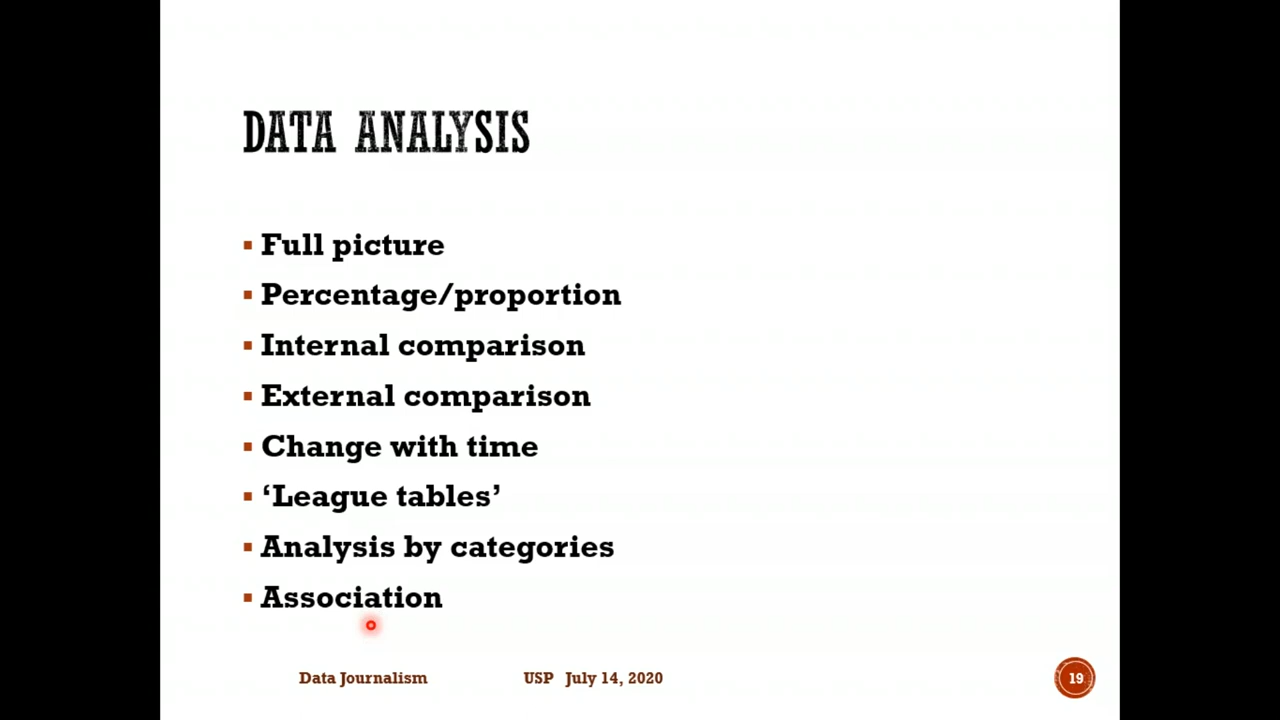 DATA ANALYSIS
▪ Full picture
▪ Percentage/proportion
▪ Internal comparison
▪ External comparison
▪ Change with time
▪ ‘League tables’
▪ Analysis by categories
▪ Association
Data Journalism USP July 14, 2020 19